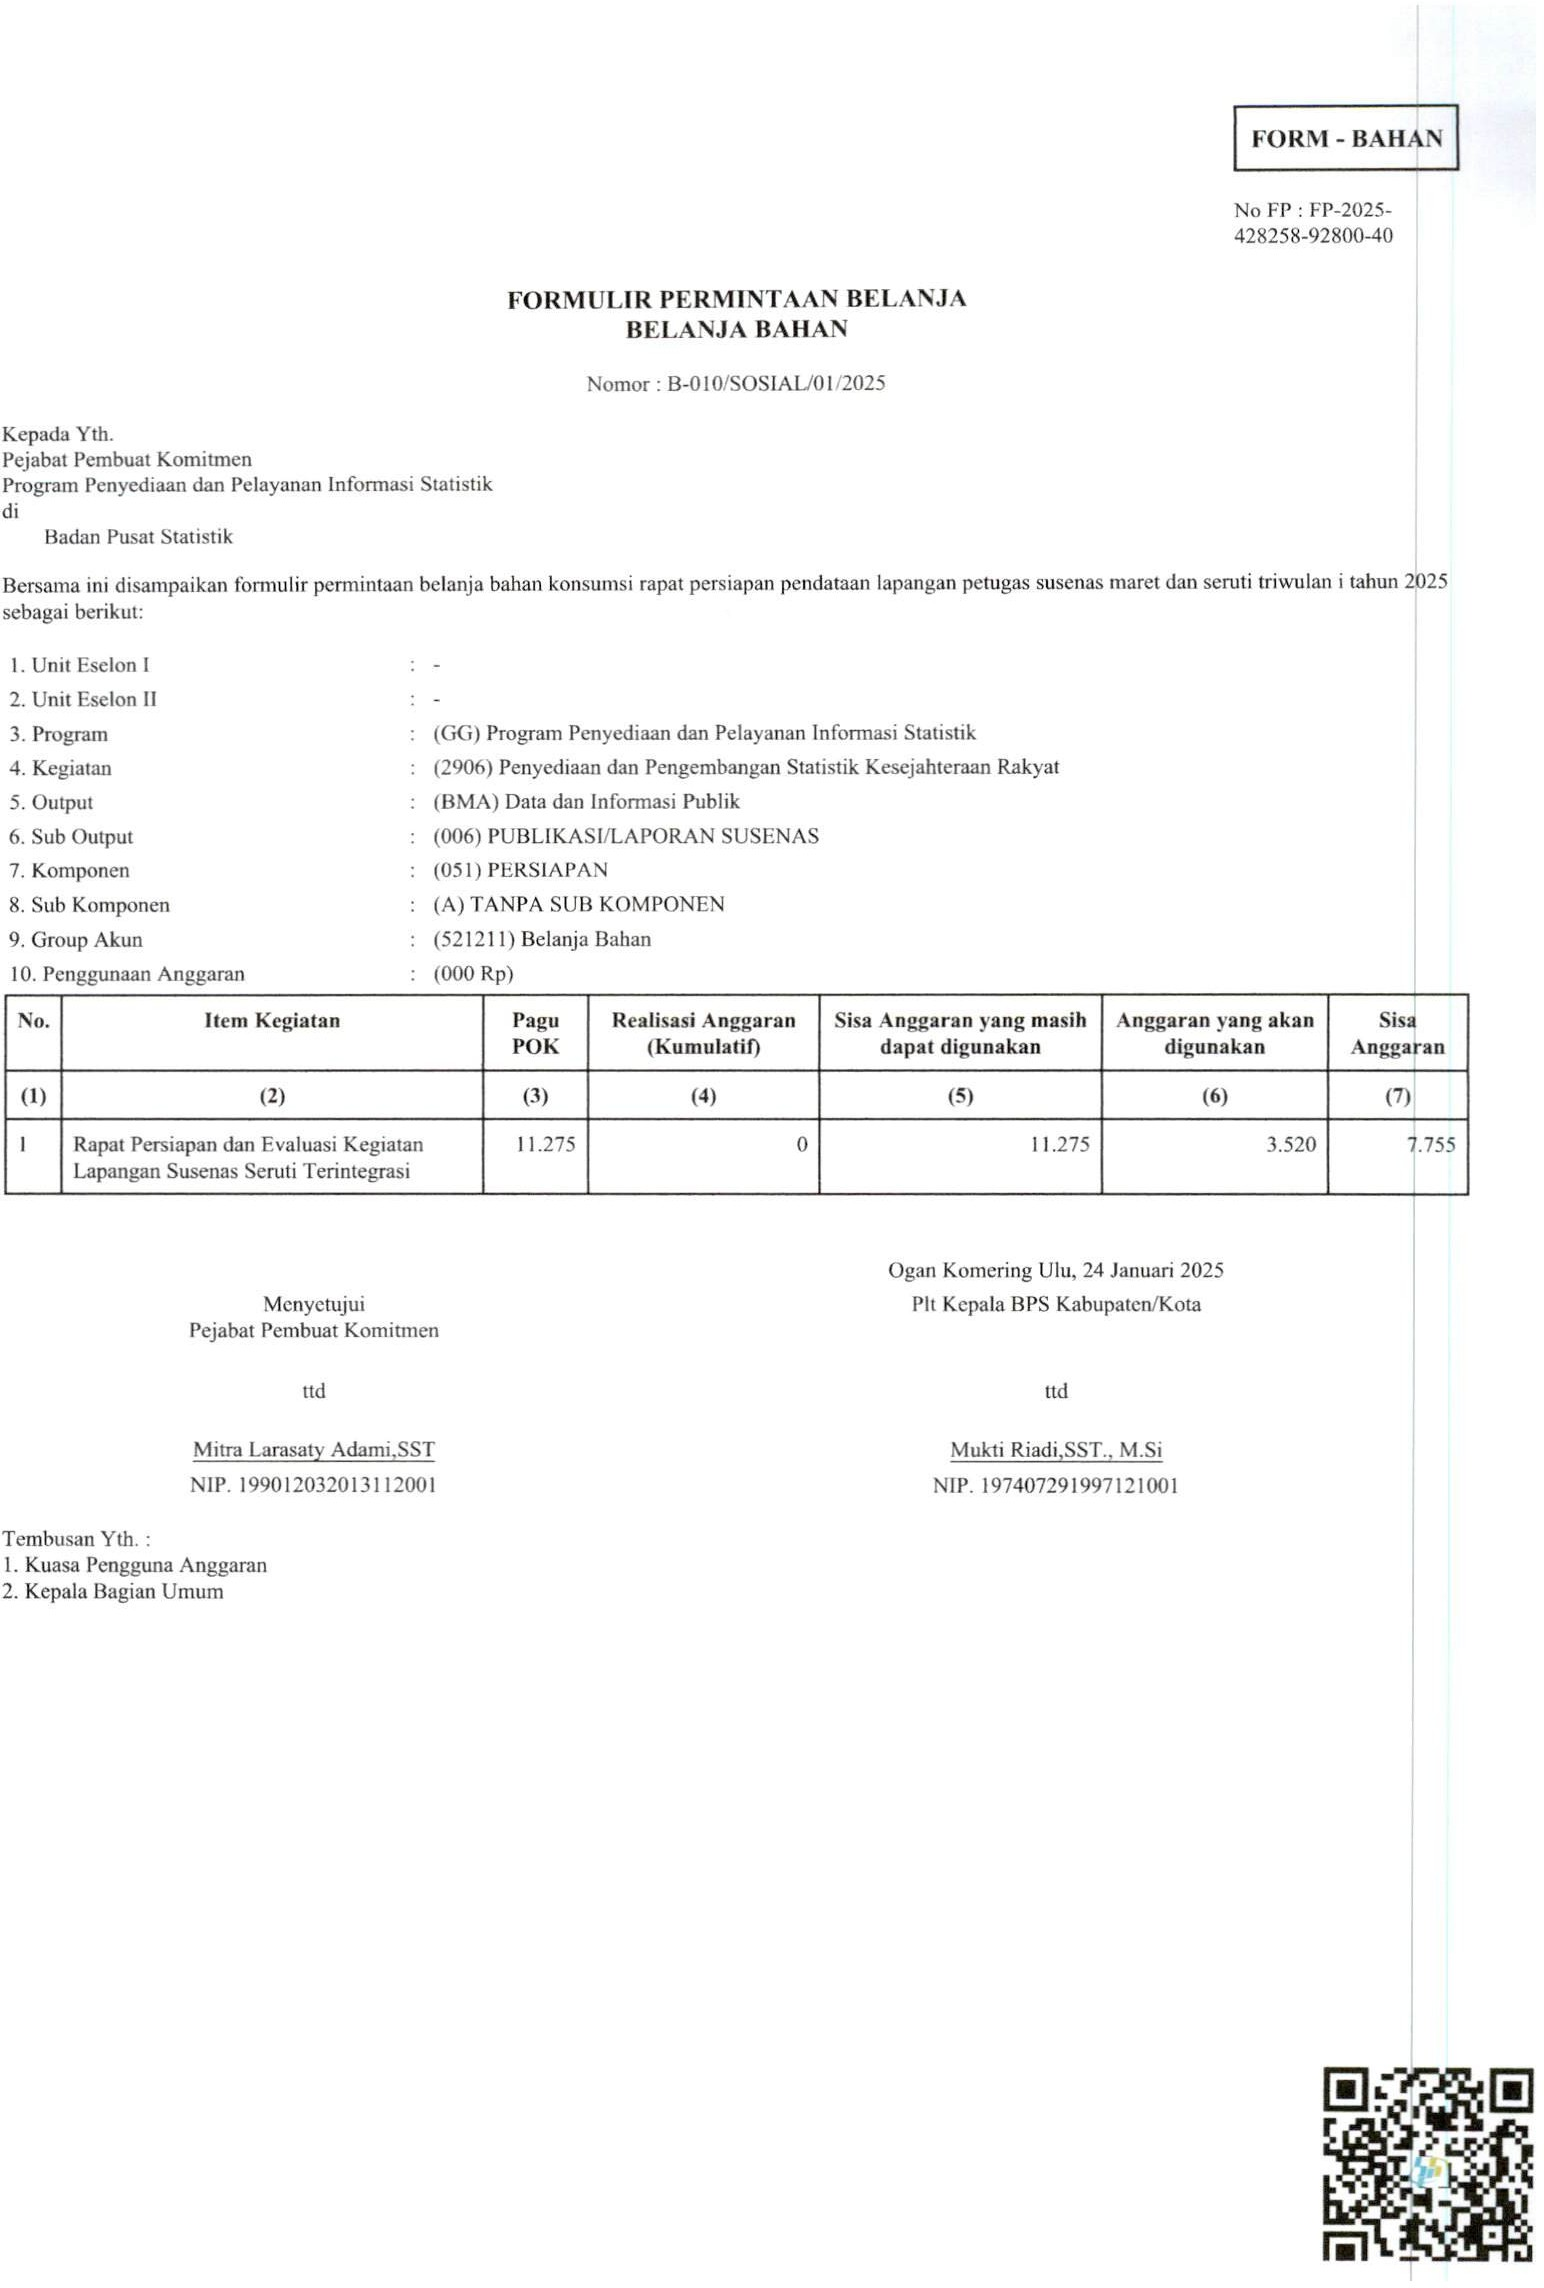 FORM - BAHAN
No FP : FP-2025-
428258-92800-40
FORMULIR PERMINTAAN BELANJA
BELANJA BAHAN
Nomor : B-010/SOSIAL/01/2025
Kepada Yth.
Pejabat Pembuat Komitmen
Program Penyediaan dan Pelayanan Informasi Statistik
di
Badan Pusat Statistik
Bersama ini disampaikan formulir permintaan belanja bahan konsumsi rapat persiapan pendataan lapangan petugas susenas maret dan seruti triwulan i tahun 2025
sebagai berikut:
1. Unit Eselon I : -
2. Unit Eselon II : -
3. Program : (GG) Program Penyediaan dan Pelayanan Informasi Statistik
4. Kegiatan : (2906) Penyediaan dan Pengembangan Statistik Kesejahteraan Rakyat
5. Output : (BMA) Data dan Informasi Publik
6. Sub Output : (006) PUBLIKASI/LAPORAN SUSENAS
7. Komponen : (051) PERSIAPAN
8. Sub Komponen : (A) TANPA SUB KOMPONEN
9. Group Akun : (521211) Belanja Bahan
10. Penggunaan Anggaran : (000 Rp)
No. Item Kegiatan Pagu Realisasi Anggaran Sisa Anggaran yang masih Anggaran yang akan Sisa
POK (Kumulatif) dapat digunakan digunakan Anggaran
(1) (2) (3) (4) (5) (6) (7)
1 Rapat Persiapan dan Evaluasi Kegiatan 11.275 0 11.275 3.520 7.755
Lapangan Susenas Seruti Terintegrasi
Ogan Komering Ulu, 24 Januari 2025
Menyetujui Plt Kepala BPS Kabupaten/Kota
Pejabat Pembuat Komitmen
ttd ttd
Mitra Larasaty Adami,SST Mukti Riadi,SST., M.Si
NIP. 199012032013112001 NIP. 197407291997121001
Tembusan Yth. :
1. Kuasa Pengguna Anggaran
2. Kepala Bagian Umum